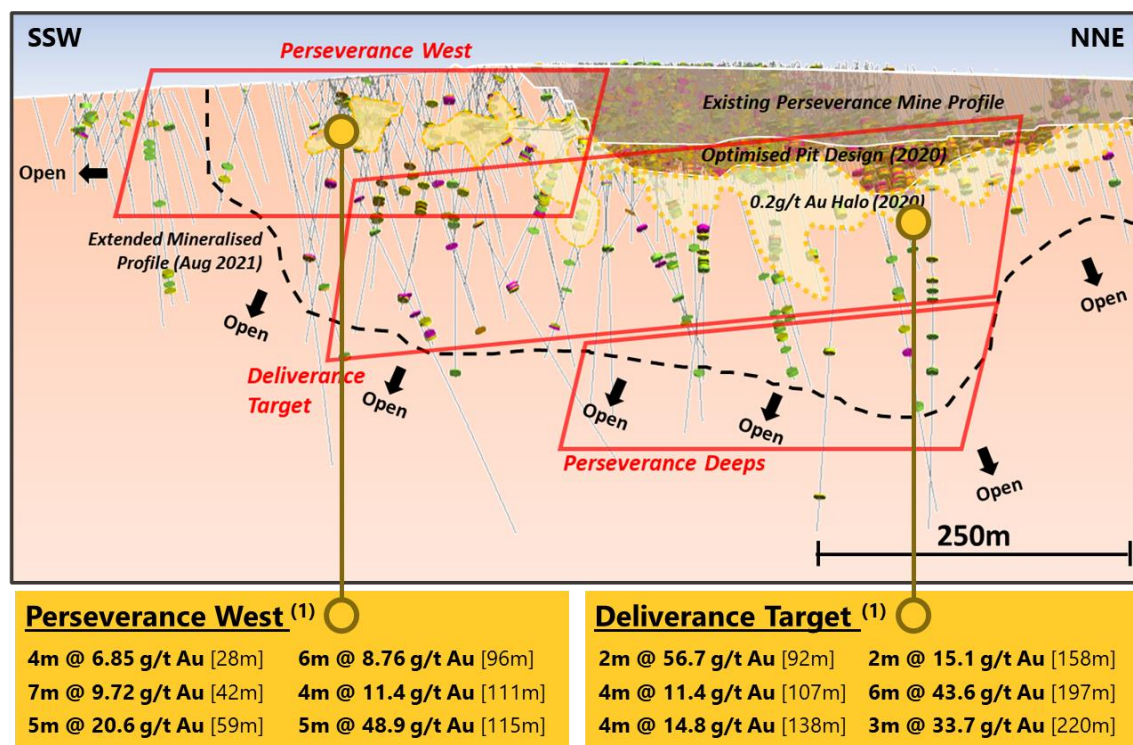 SSW
NNE
Perseverance West
Existing Perseverance Mine Profile
Optimised Pit Design (2020)
0.2g/t Au Halo (2020)
Open
Extended Mineralised
Profile (Aug 2021)
Open
Deliverance
Target
Open
Open
Open
Open
Open
Perseverance Deeps
250m
Perseverance West (1)
4m @ 6.85 g/t Au [28m]
6m @ 8.76 g/t Au [96m]
7m @ 9.72 g/t Au [42m]
4m @ 11.4 g/t Au [111m]
5m @ 20.6 g/t Au [59m]
5m @ 48.9 g/t Au [115m]
Deliverance Target (1)
2m @ 56.7 g/t Au [92m]
2m @ 15.1 g/t Au [158m]
4m @ 11.4 g/t Au [107m]
6m @ 43.6 g/t Au [197m]
4m @ 14.8 g/t Au [138m]
3m @ 33.7 g/t Au [220m]